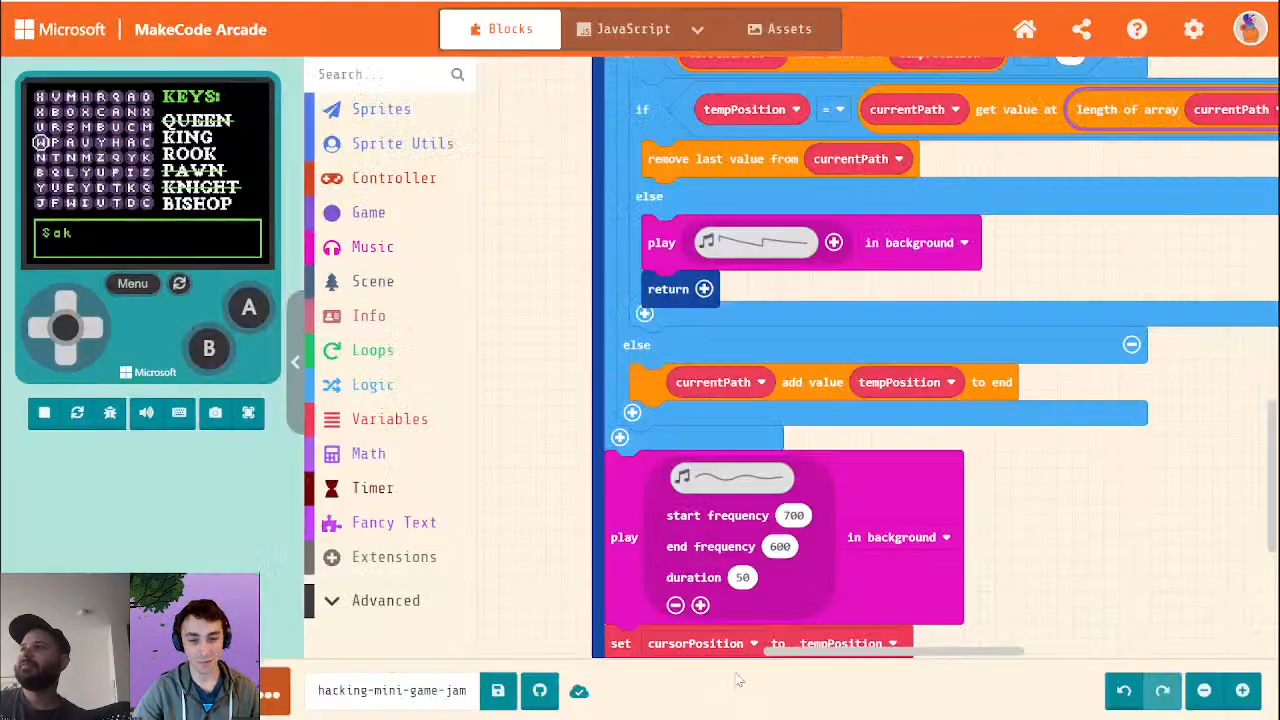 Microsoft | MakeCode Arcade
Blocks
JavaScript
Assets
KEYS:
QUEEN
KING
ROOK
PAWN
KNIGHT
BISHOP
Sak
Menu
A
B
Microsoft
Search...
Sprites
Sprite Utils
Controller
Game
Music
Scene
Info
Loops
Logic
Variables
Math
Timer
Fancy Text
Extensions
Advanced
if tempPosition = currentPath get value at length of array currentPath
remove last value from currentPath
else
play in background
return
else
currentPath add value tempPosition to end
play
start frequency 700
end frequency 600
duration 50
in background
set cursorPosition to tempPosition
hacking-mini-game-jam